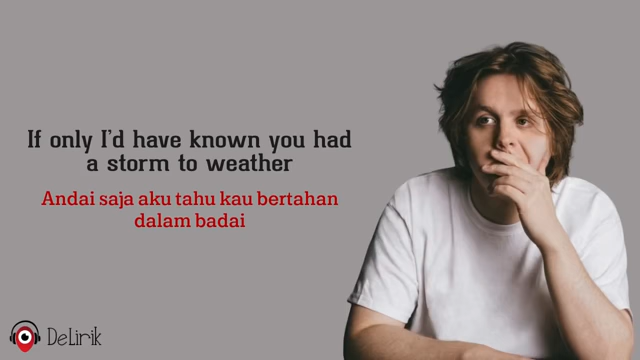 If only I'd have known you had
a storm to weather
Andai saja aku tahu kau bertahan
dalam badai
DeLirik